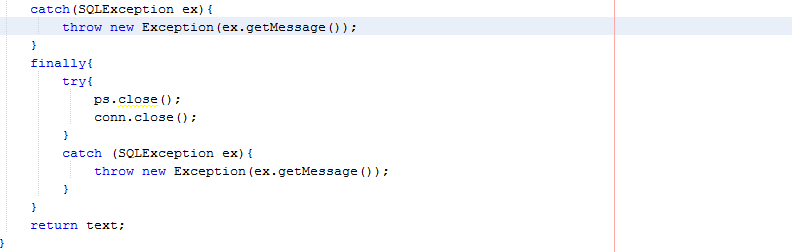 catch(SQLException ex){
throw new Exception(ex.getMessage());
}
finally{
try{
ps.close();
conn.close();
}
catch (SQLException ex){
throw new Exception(ex.getMessage());
}
}
return text;
}